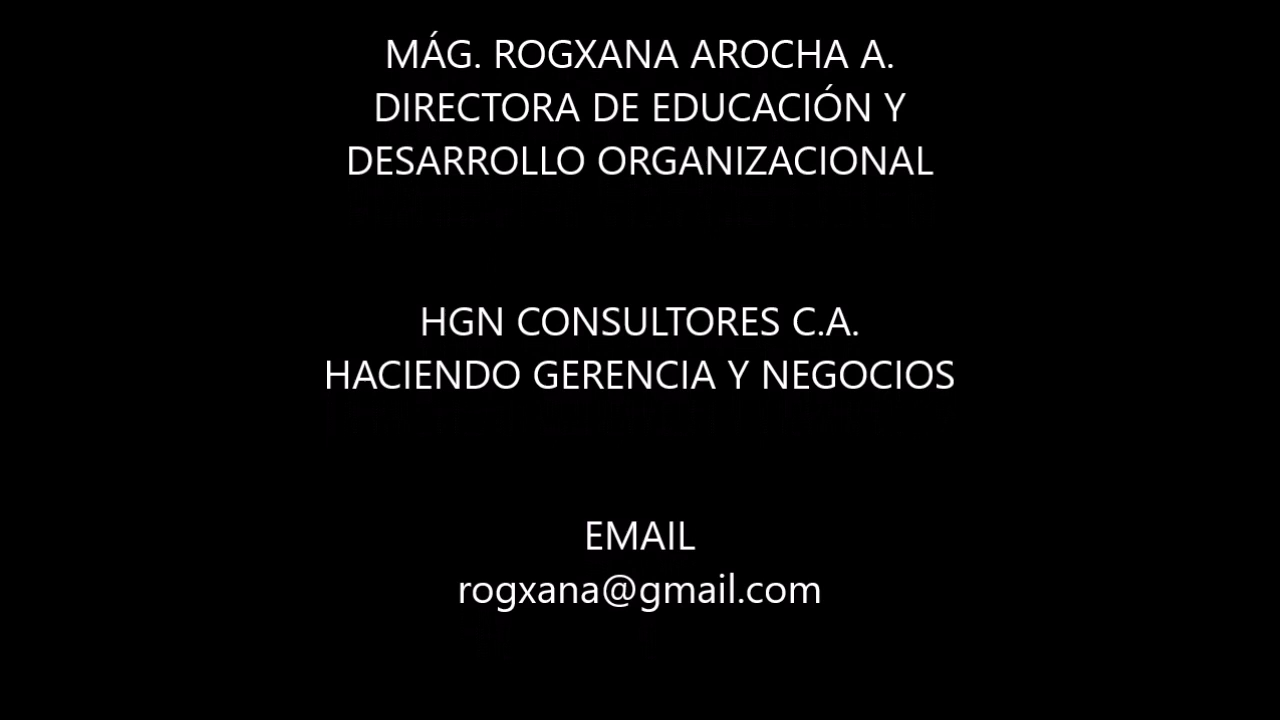 MÁG. ROGXANA AROCHA A.
DIRECTORA DE EDUCACIÓN Y
DESARROLLO ORGANIZACIONAL
HGN CONSULTORES C.A.
HACIENDO GERENCIA Y NEGOCIOS
EMAIL
rogxana@gmail.com